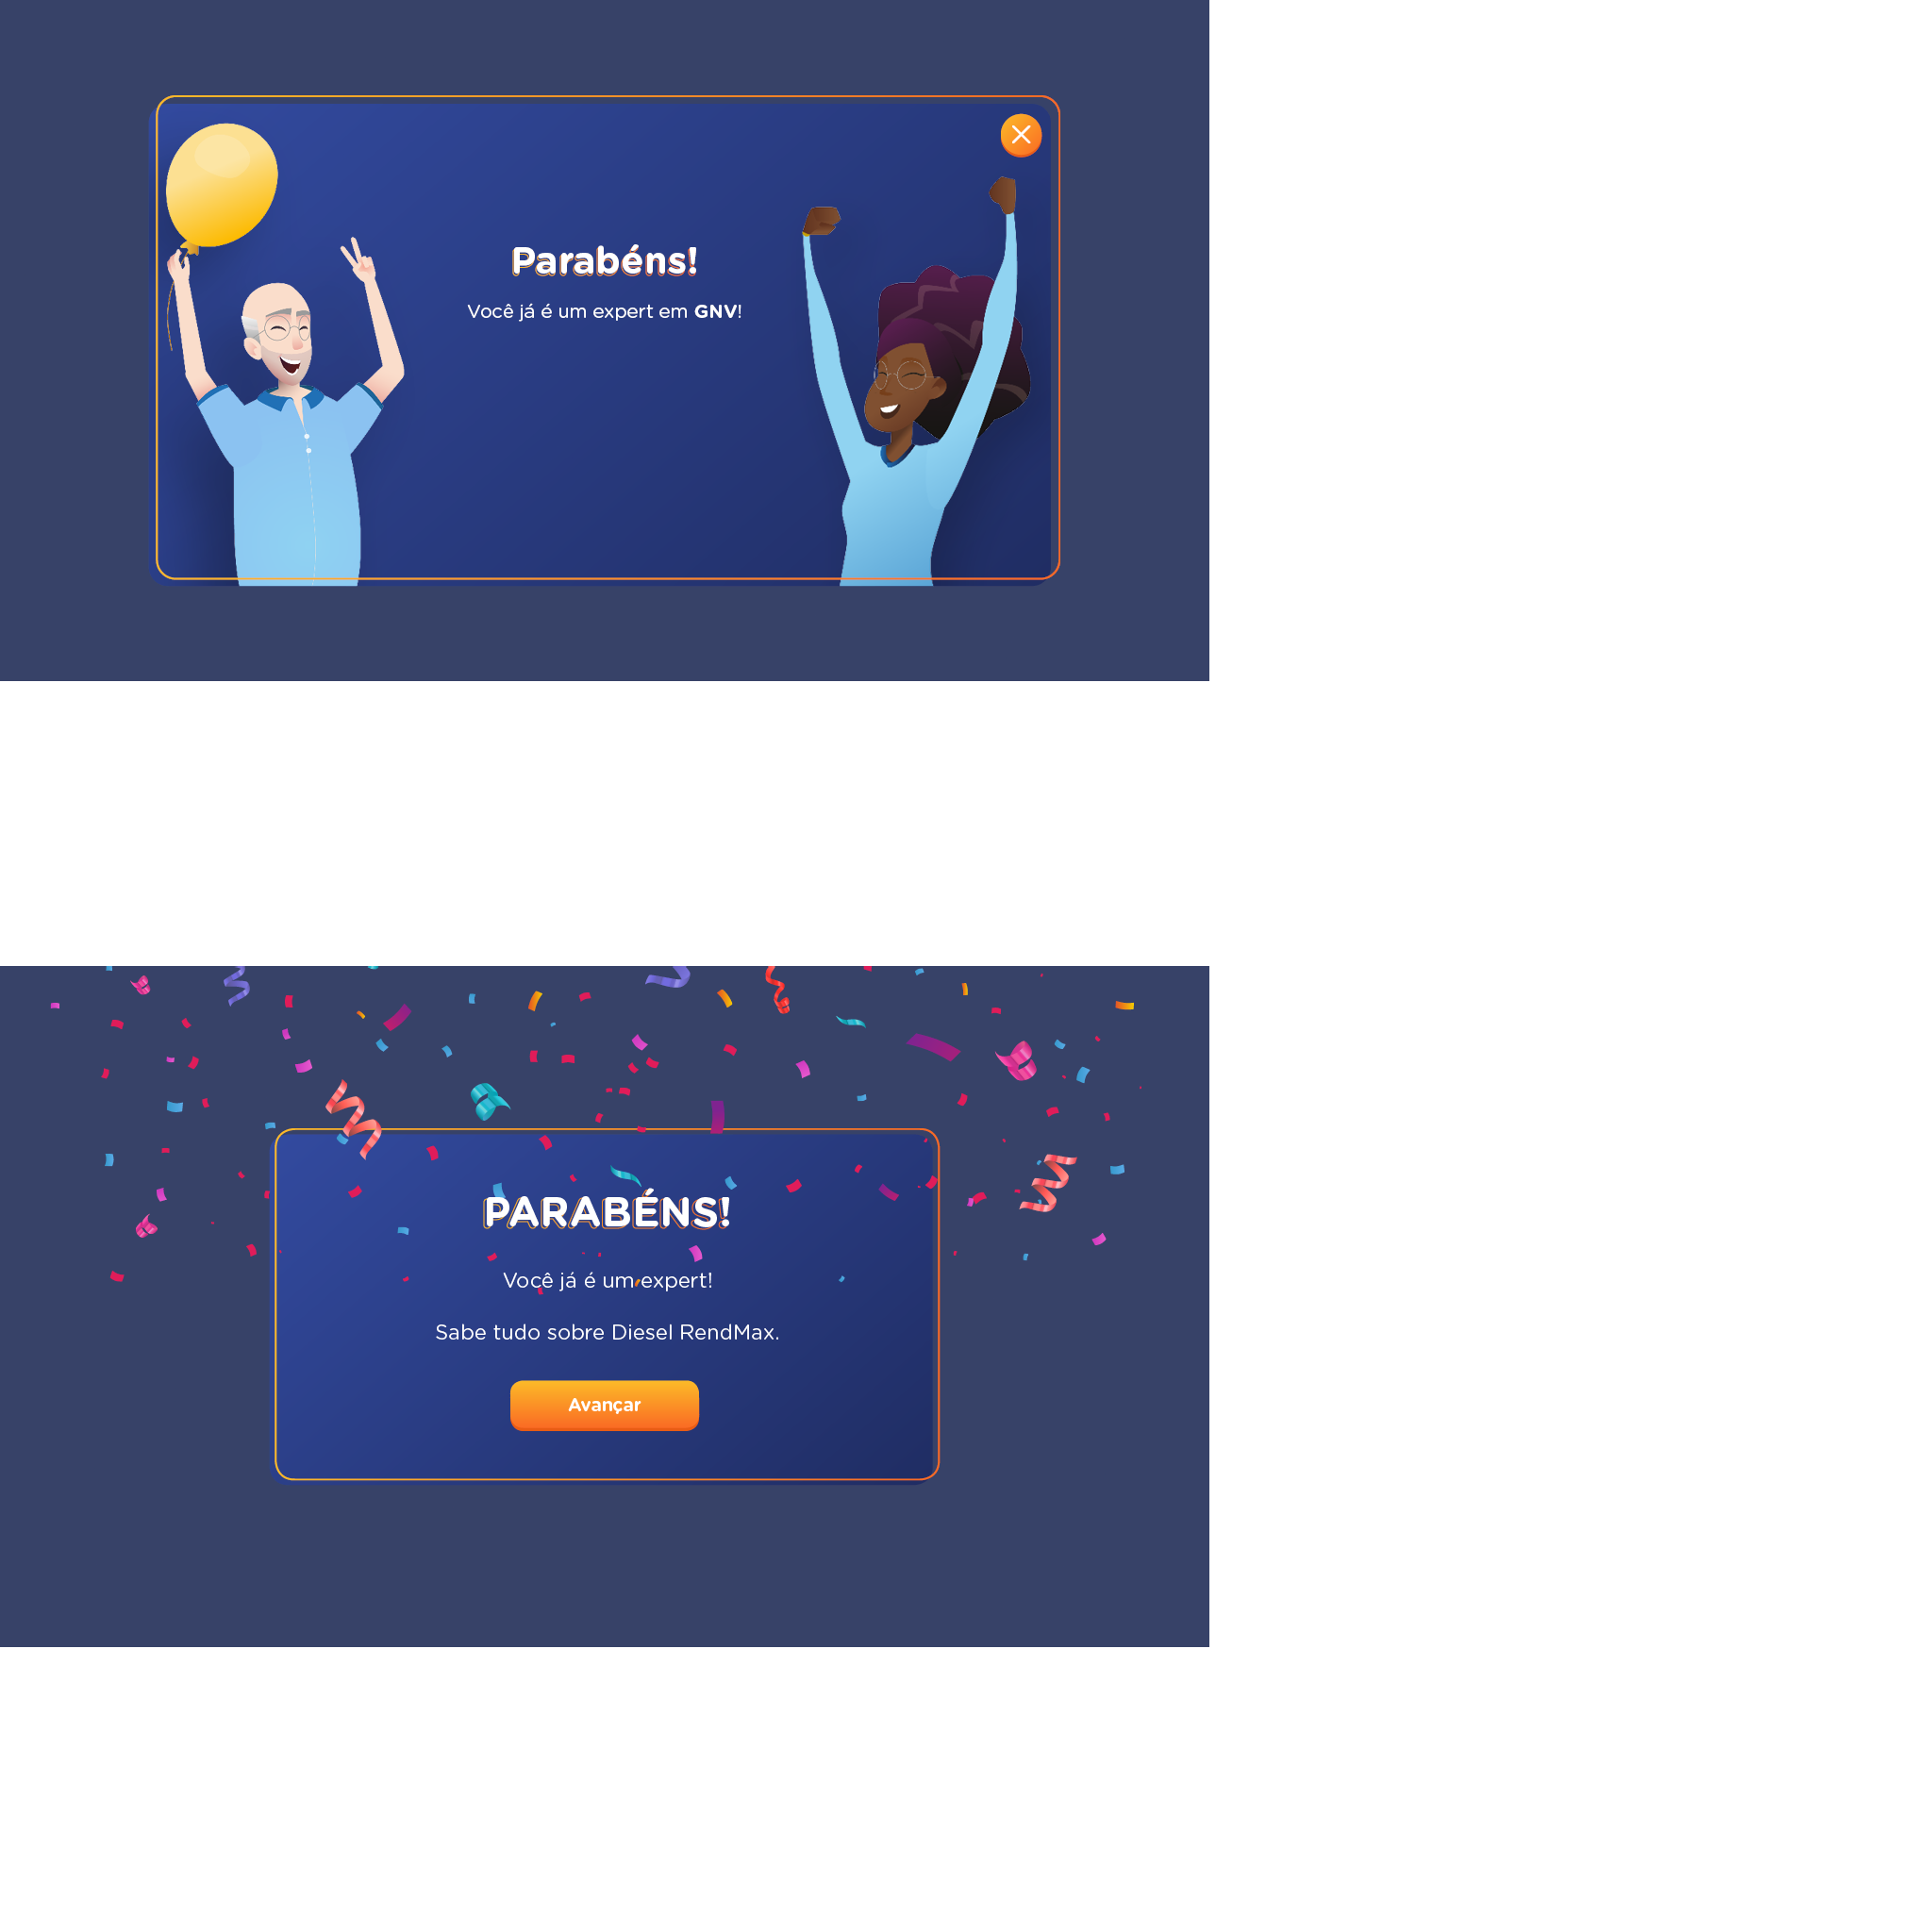 Parabéns!
Você já é um expert em GNV!
PARABÉNS!
Você já é um expert!
Sabe tudo sobre Diesel RendMax.
Avançar